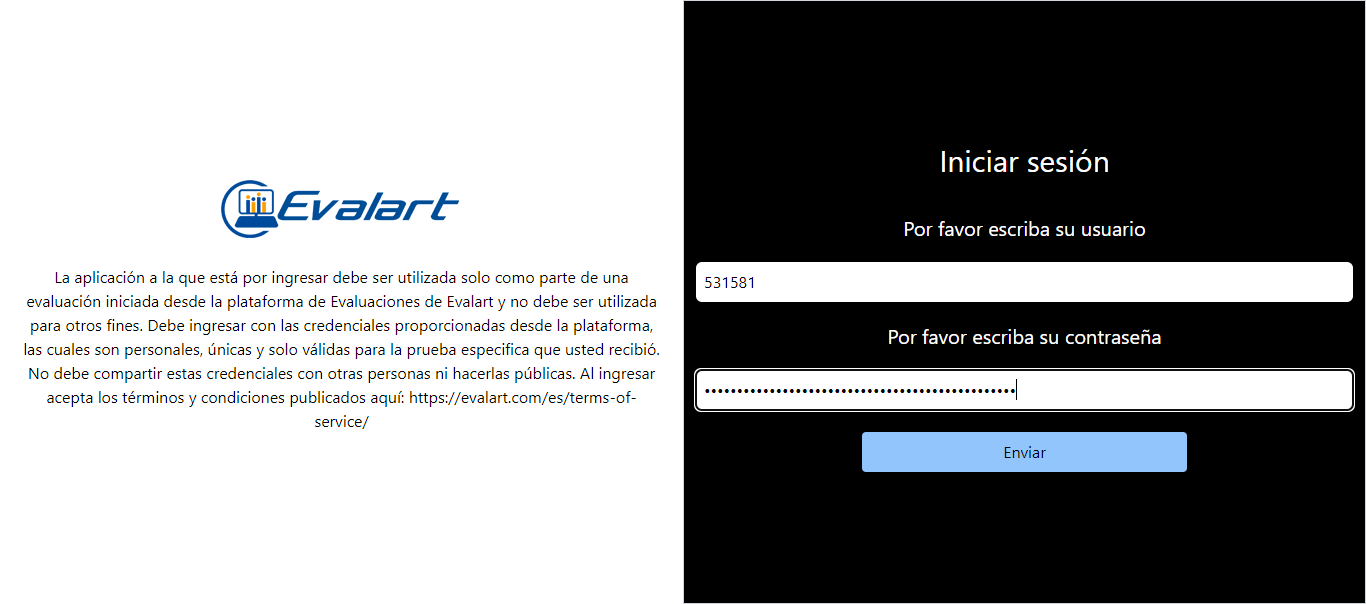 Evalart
La aplicación a la que está por ingresar debe ser utilizada solo como parte de una
evaluación iniciada desde la plataforma de Evaluaciones de Evalart y no debe ser utilizada
para otros fines. Debe ingresar con las credenciales proporcionadas desde la plataforma,
las cuales son personales, únicas y solo válidas para la prueba especifica que usted recibió.
No debe compartir estas credenciales con otras personas ni hacerlas públicas. Al ingresar
acepta los términos y condiciones publicados aquí: https://evalart.com/es/terms-of-
service/
Iniciar sesión
Por favor escriba su usuario
531581
Por favor escriba su contraseña
Enviar